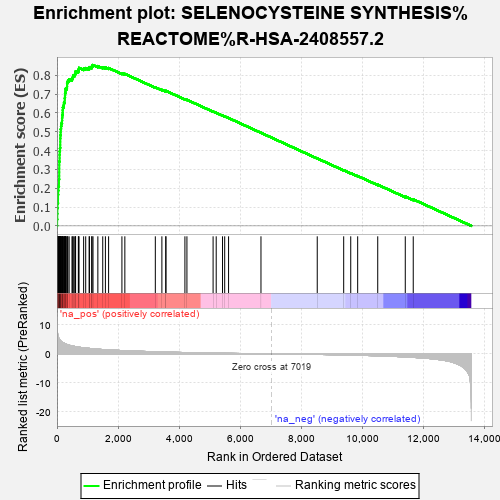 Enrichment plot: SELENOCYSTEINE SYNTHESIS%
REACTOME%R-HSA-2408557.2
Enrichment score (ES)
0.8
0.7
0.6
0.5
0.4
0.3
0.2
0.1
0.0
'na_pos' (positively correlated)
Ranked list metric (PreRanked)
10
0
-10
-20
Zero cross at 7019
'na_neg' (negatively correlated)
0 2,000 4,000 6,000 8,000 10,000 12,000 14,000
Rank in Ordered Dataset
Enrichment profile Hits Ranking metric scores